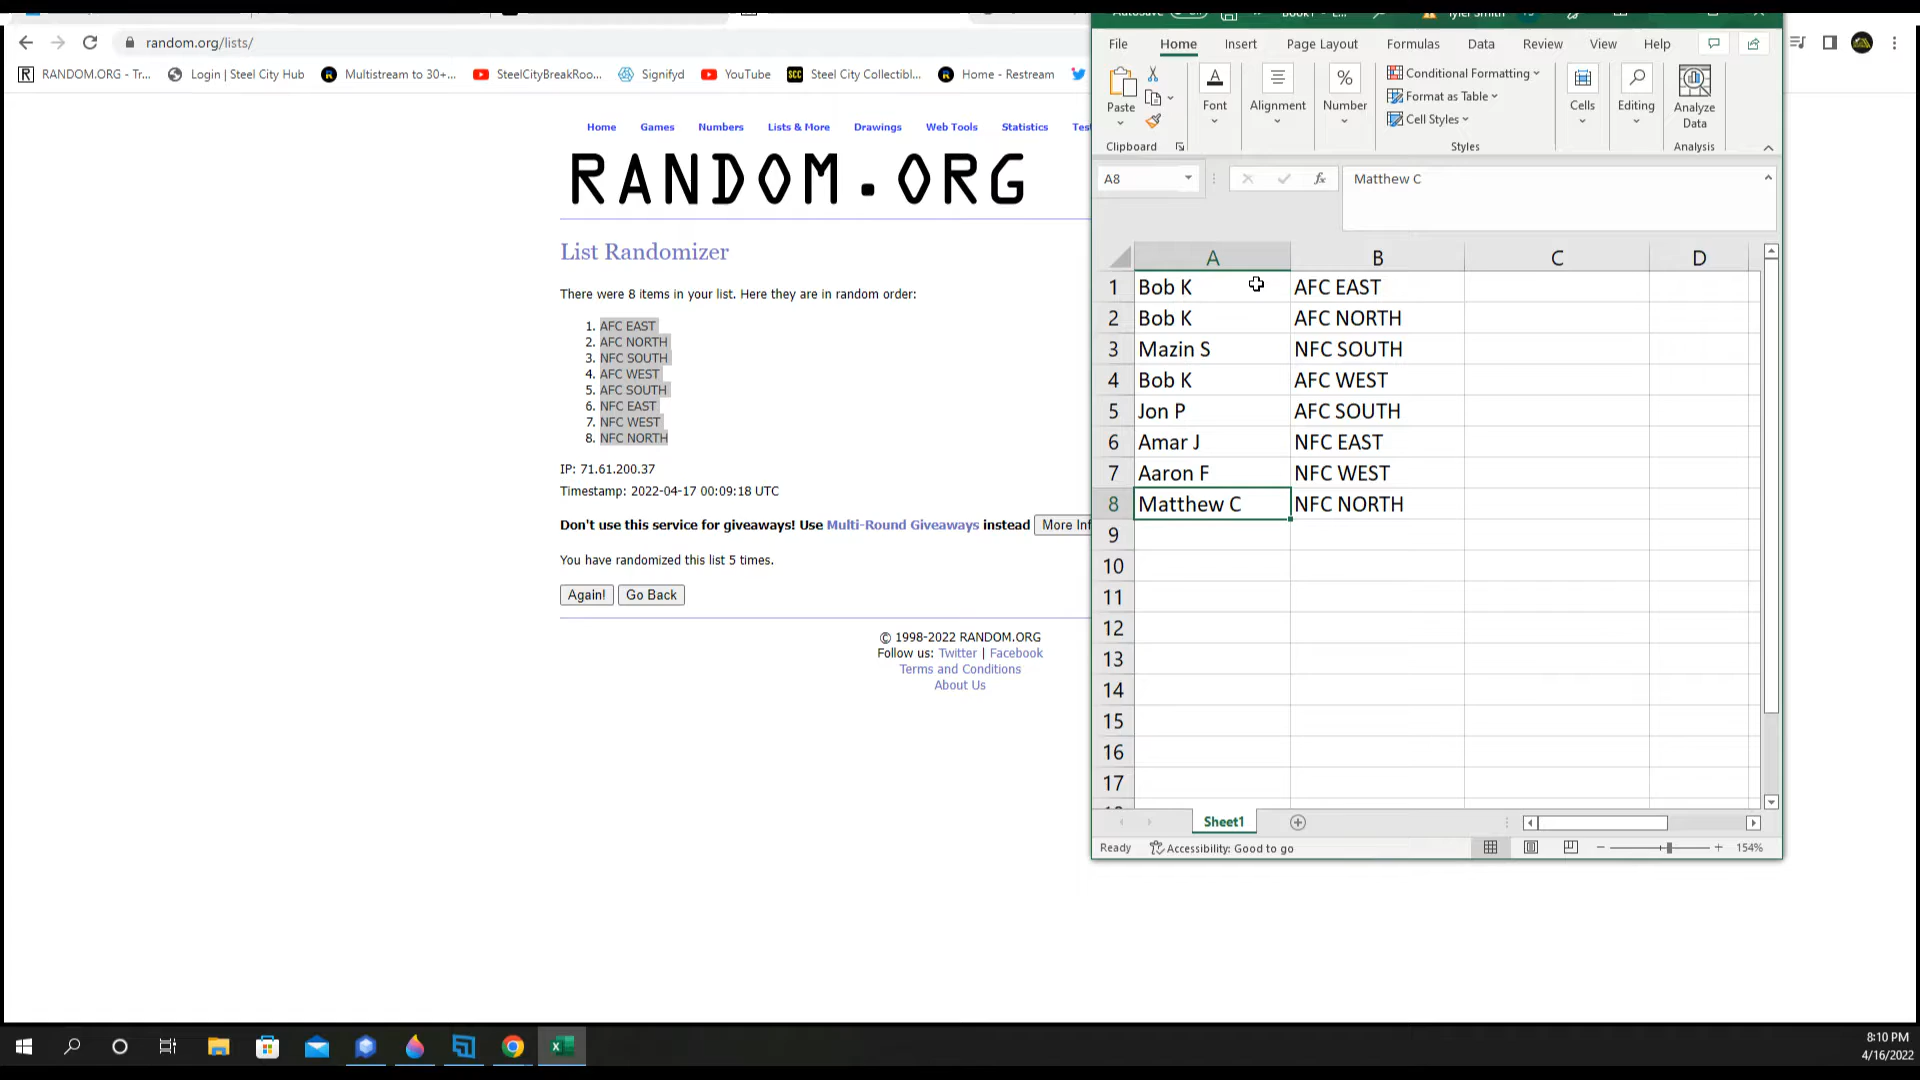 random.org/lists/
RANDOM.ORG - Tr...
Login | Steel City Hub
Multistream to 30+...
SteelCityBreakRoo...
Signifyd
YouTube
Steel City Collectibl...
Home - Restream
Home Games Numbers Lists & More Drawings Web Tools Statistics
RANDOM.ORG
List Randomizer
There were 8 items in your list. Here they are in random order:
1. AFC EAST
2. AFC NORTH
3. NFC SOUTH
4. AFC WEST
5. AFC SOUTH
6. NFC EAST
7. NFC WEST
8. NFC NORTH
IP: 71.61.200.37
Timestamp: 2022-04-17 00:09:18 UTC
Don't use this service for giveaways! Use Multi-Round Giveaways instead More Inf
You have randomized this list 5 times.
Again! Go Back
© 1998-2022 RANDOM.ORG
Follow us: Twitter | Facebook
Terms and Conditions
About Us
Tyler Smith
File Home Insert Page Layout Formulas Data Review View Help
Paste
Font
Alignment
Number
Conditional Formatting
Format as Table
Cell Styles
Cells
Editing
Analyze
Data
Clipboard
Styles
Analysis
A8
fx
Matthew C
A B C D
1 Bob K AFC EAST
2 Bob K AFC NORTH
3 Mazin S NFC SOUTH
4 Bob K AFC WEST
5 Jon P AFC SOUTH
6 Amar J NFC EAST
7 Aaron F NFC WEST
8 Matthew C NFC NORTH
9
10
11
12
13
14
15
16
17
Sheet1
Ready
Accessibility: Good to go
154%
8:10 PM
4/16/2022